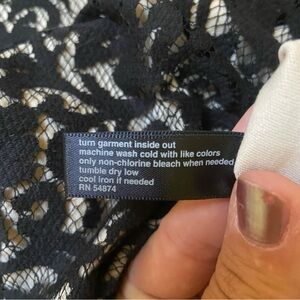 turn garment inside out
machine wash cold with like colors
only non-chlorine bleach when needed
tumble dry low
cool iron if needed
RN 54874